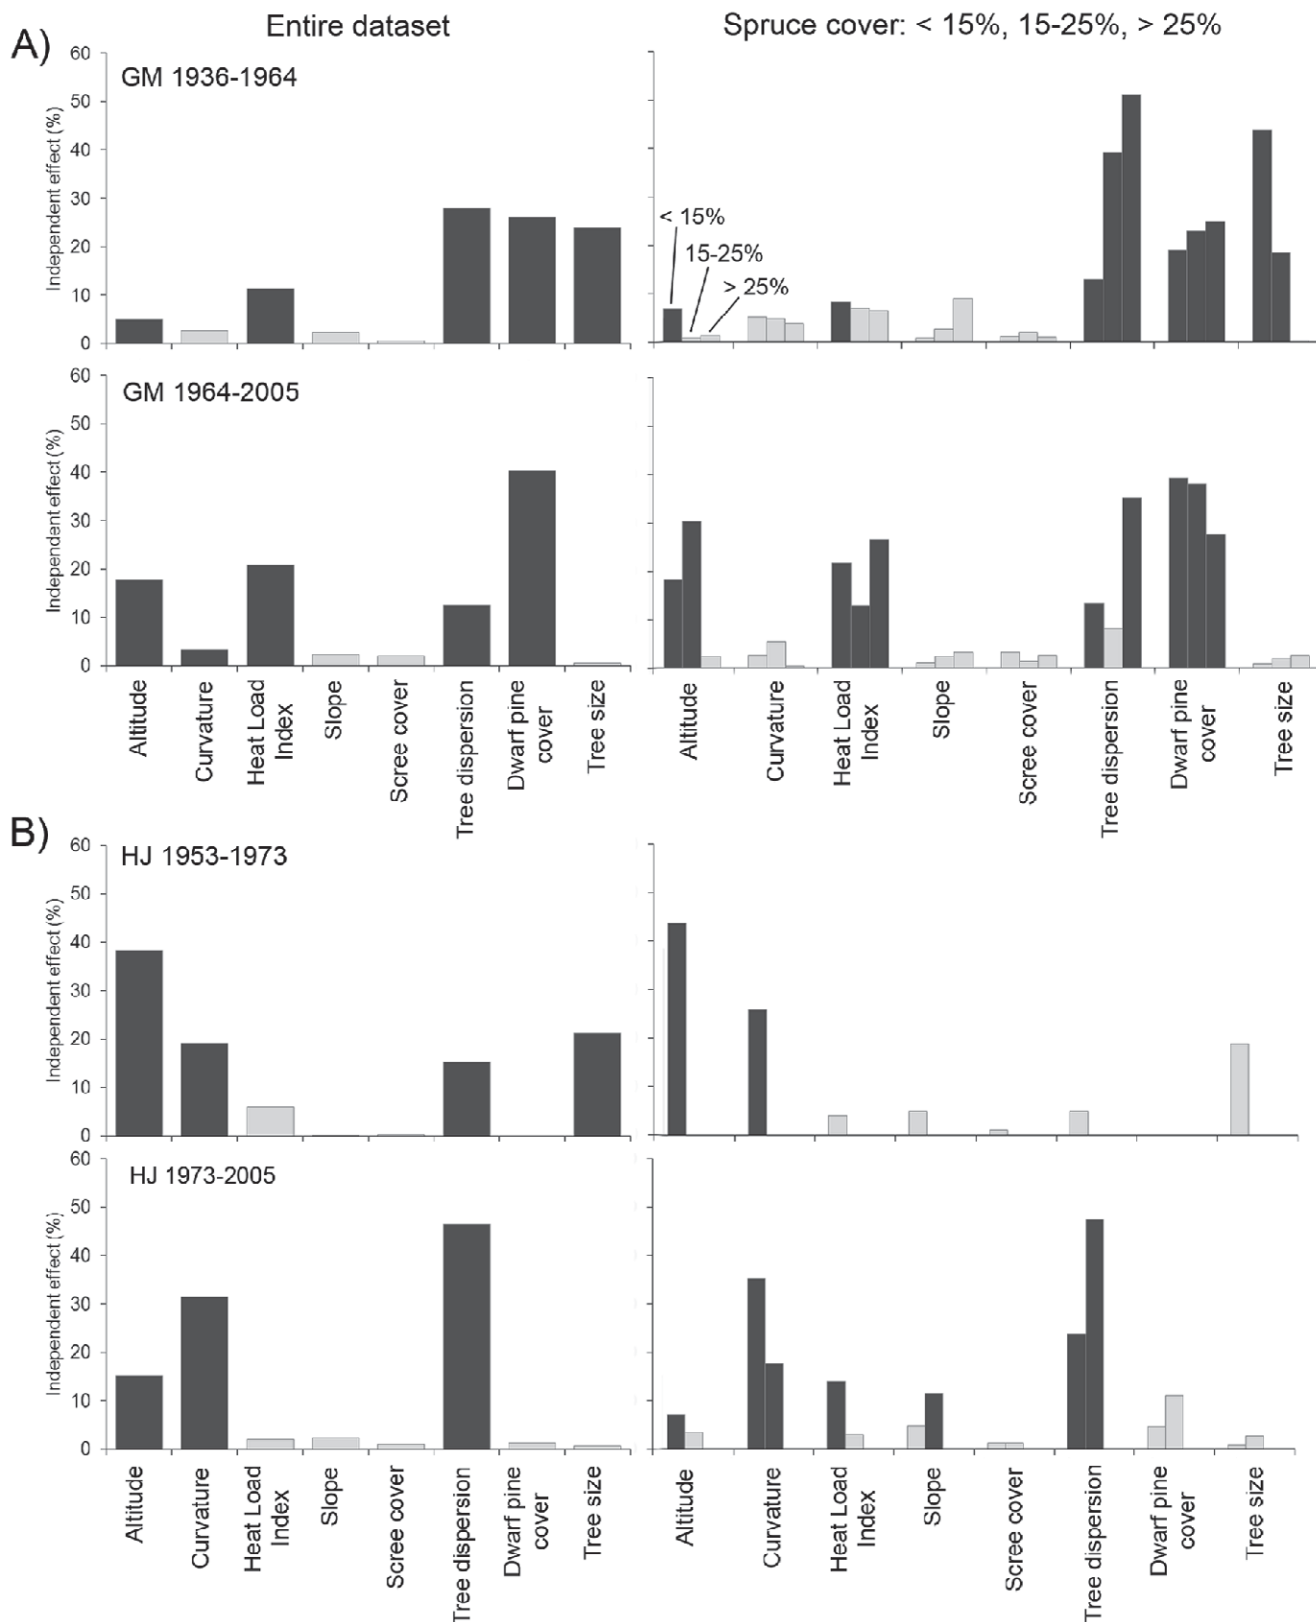 A)
Entire dataset
Spruce cover: < 15%, 15-25%, > 25%
GM 1936-1964
Independent effect (%)
60
50
40
30
20
10
0
< 15%
15-25%
> 25%
GM 1964-2005
Independent effect (%)
60
50
40
30
20
10
0
Altitude
Curvature
Heat Load
Index
Slope
Scree cover
Tree dispersion
Dwarf pine
cover
Tree size
Altitude
Curvature
Heat Load
Index
Slope
Scree cover
Tree dispersion
Dwarf pine
cover
Tree size
B)
HJ 1953-1973
Independent effect (%)
60
50
40
30
20
10
0
HJ 1973-2005
Independent effect (%)
60
50
40
30
20
10
0
Altitude
Curvature
Heat Load
Index
Slope
Scree cover
Tree dispersion
Dwarf pine
cover
Tree size
Altitude
Curvature
Heat Load
Index
Slope
Scree cover
Tree dispersion
Dwarf pine
cover
Tree size